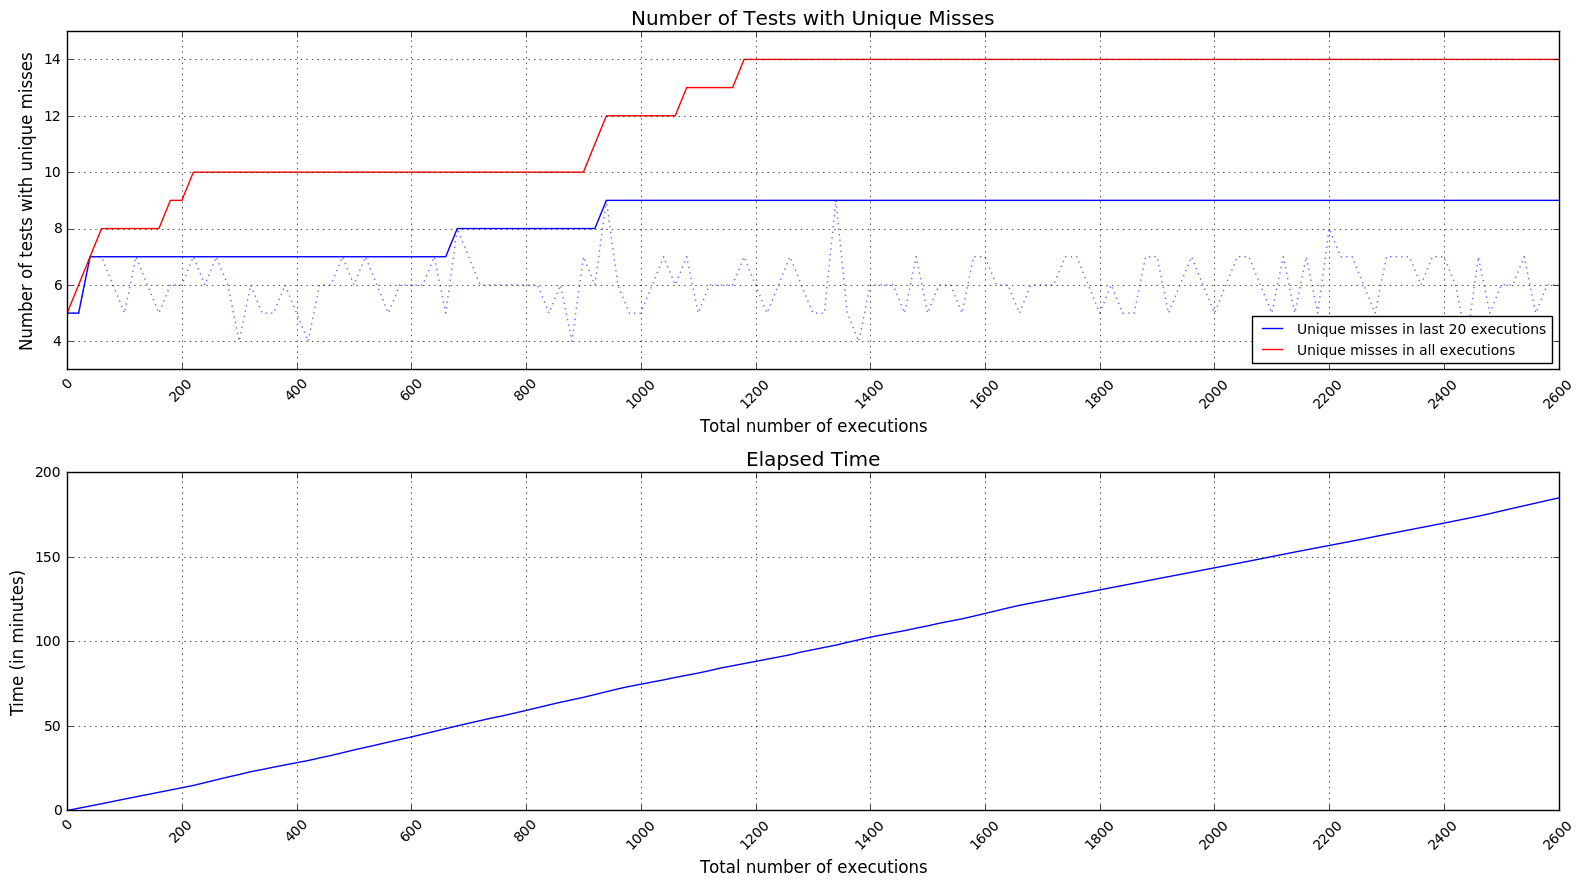 Number of Tests with Unique Misses
Number of tests with unique misses
14
12
10
8
6
4
Unique misses in last 20 executions
Unique misses in all executions
0 200 400 600 800 1000 1200 1400 1600 1800 2000 2200 2400 2600
Total number of executions
Elapsed Time
Time (in minutes)
200
150
100
50
0
0 200 400 600 800 1000 1200 1400 1600 1800 2000 2200 2400 2600
Total number of executions